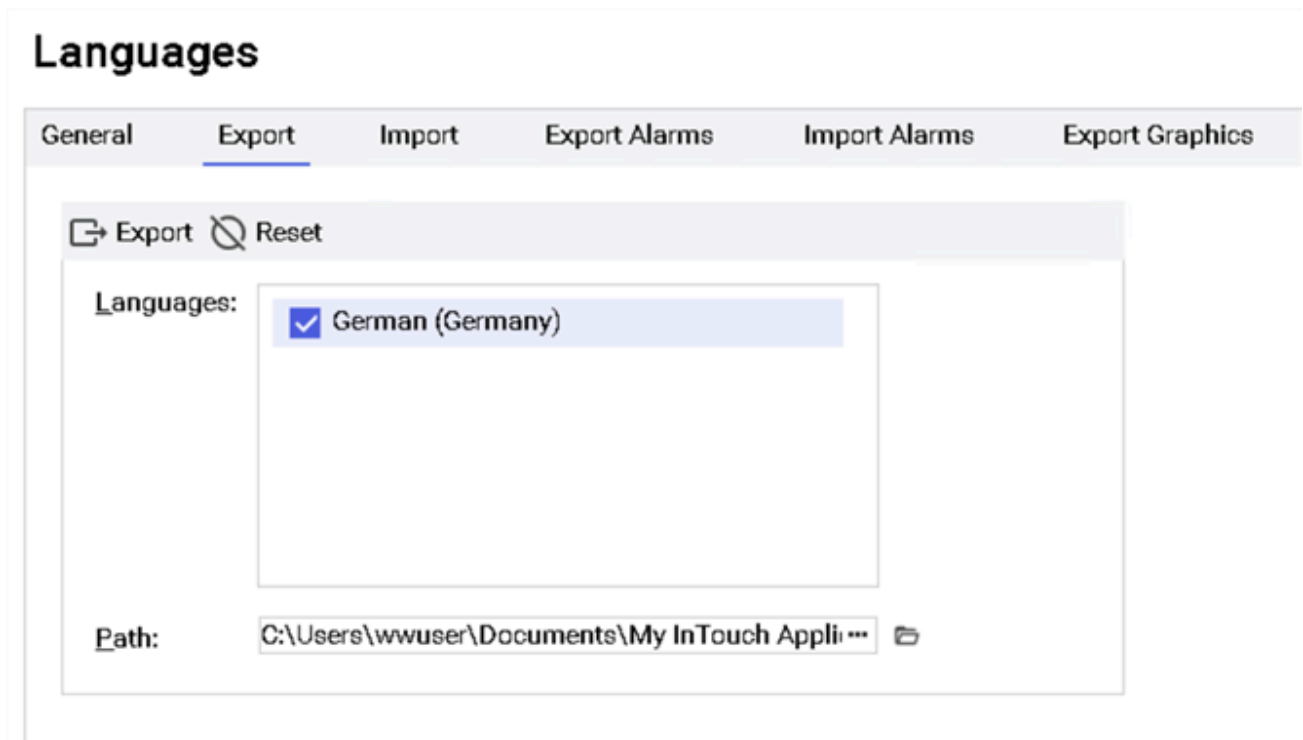 Languages
General Export Import Export Alarms Import Alarms Export Graphics
Export Reset
Languages: German (Germany)
Path: C:\Users\wwuser\Documents\My InTouch Appli ...